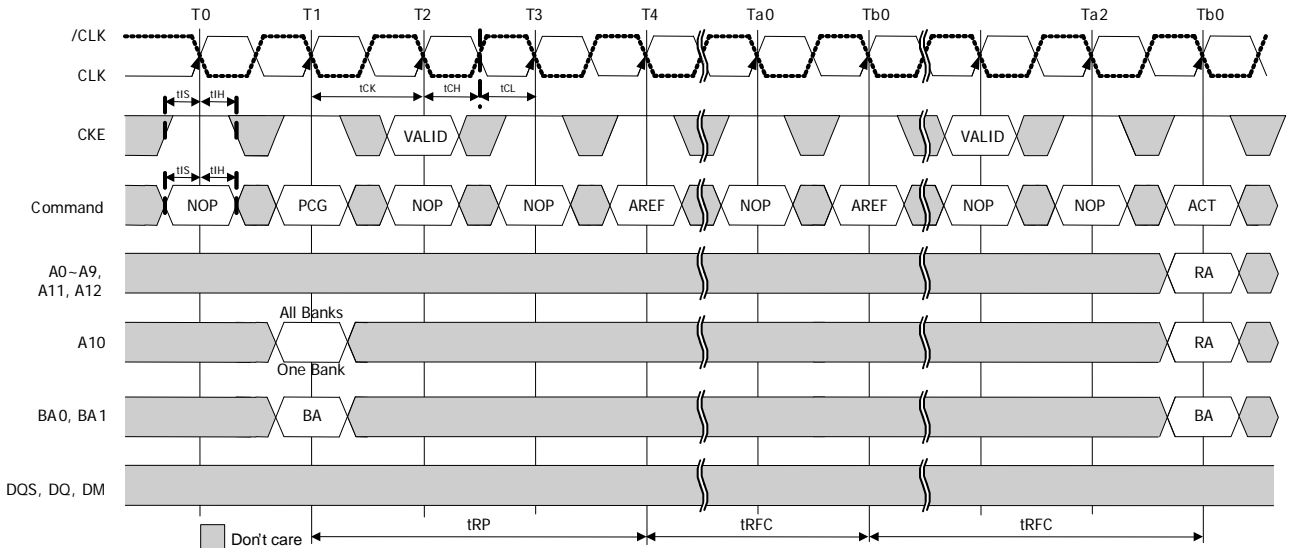 T0 T1 T2 T3 T4 Ta0 Tb0 Ta2 Tb0
/CLK
CLK
tIS tIH tCK tCH tCL
CKE VALID VALID
tIS tIH
Command NOP PCG NOP NOP AREF NOP AREF NOP NOP ACT
A0~A9,
A11, A12 RA
All Banks
A10 RA
One Bank
BA0, BA1 BA BA
DQS, DQ, DM
Don't care tRP tRFC tRFC